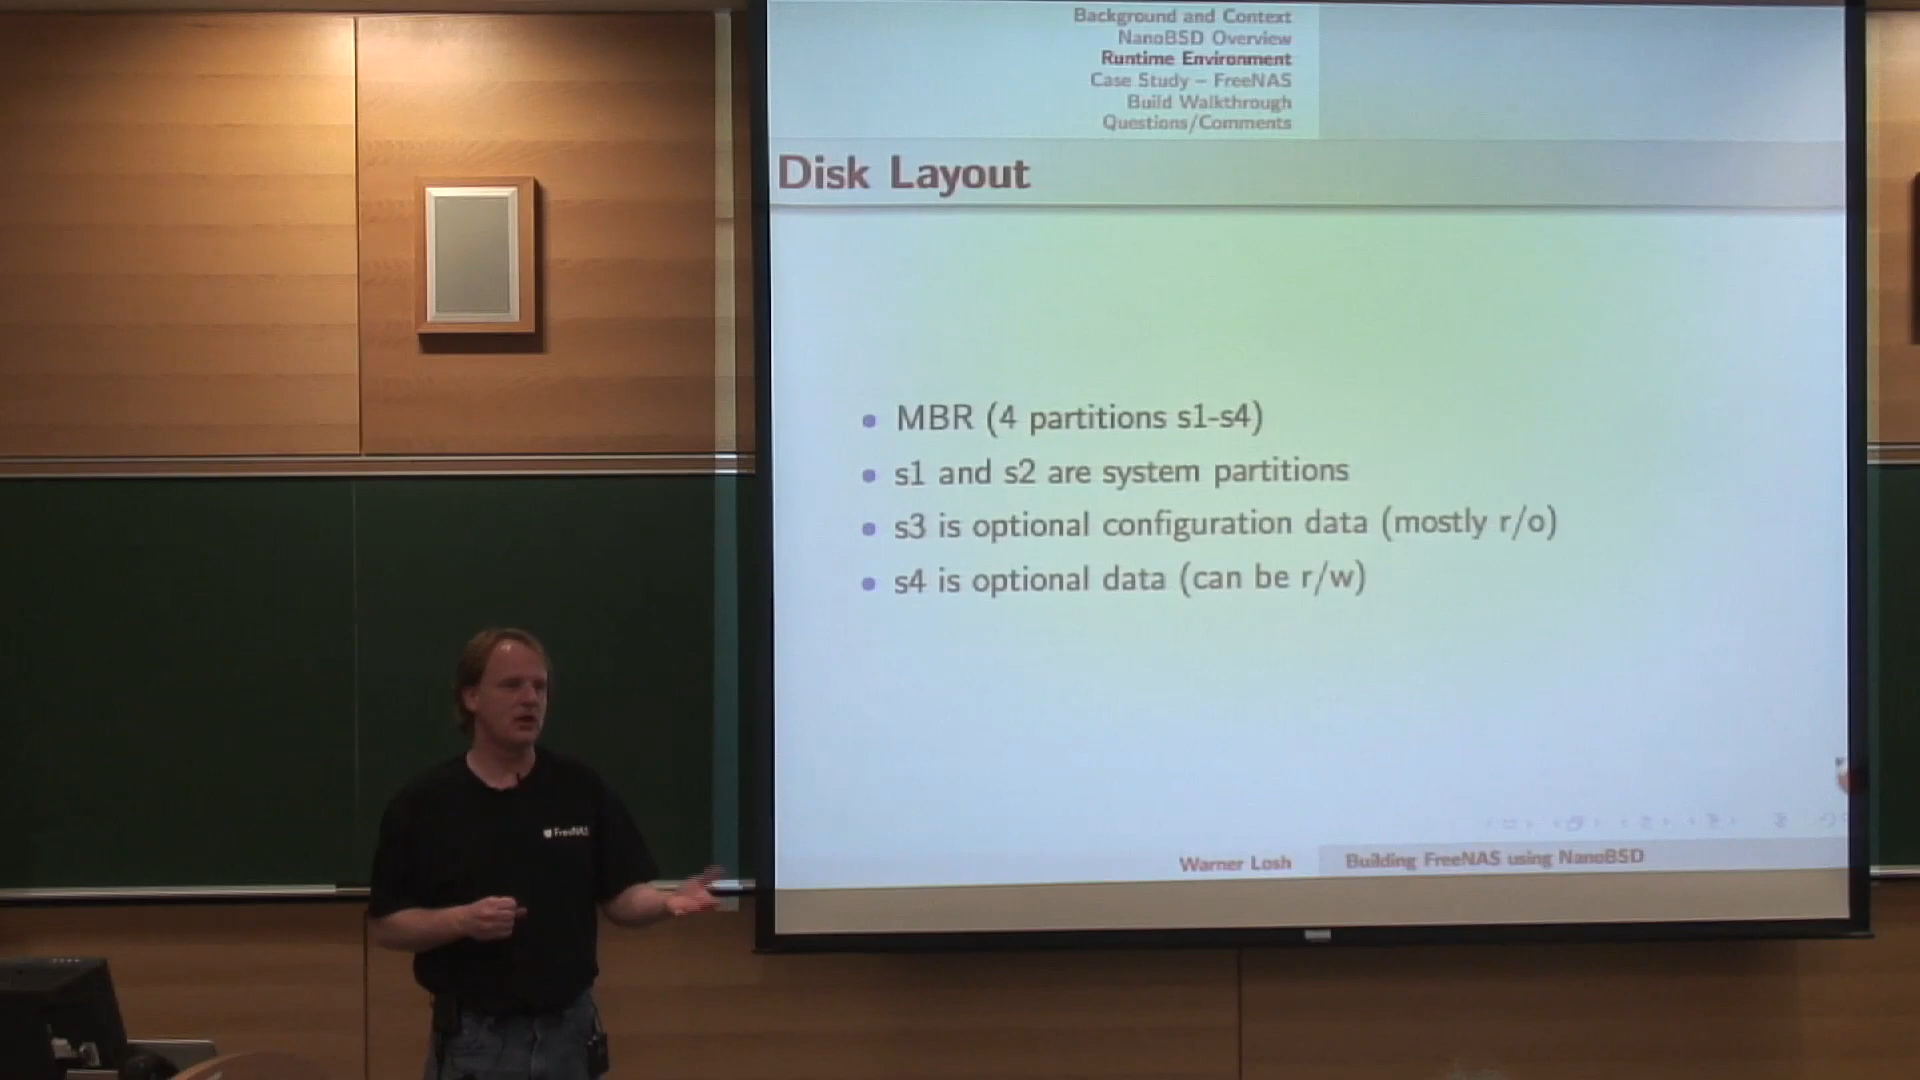 Background and Context
NanoBSD Overview
Runtime Environment
Case Study – FreeNAS
Build Walkthrough
Questions/Comments
Disk Layout
MBR (4 partitions s1-s4)
s1 and s2 are system partitions
s3 is optional configuration data (mostly r/o)
s4 is optional data (can be r/w)
FreeNAS
Warner Losh
Building FreeNAS using NanoBSD